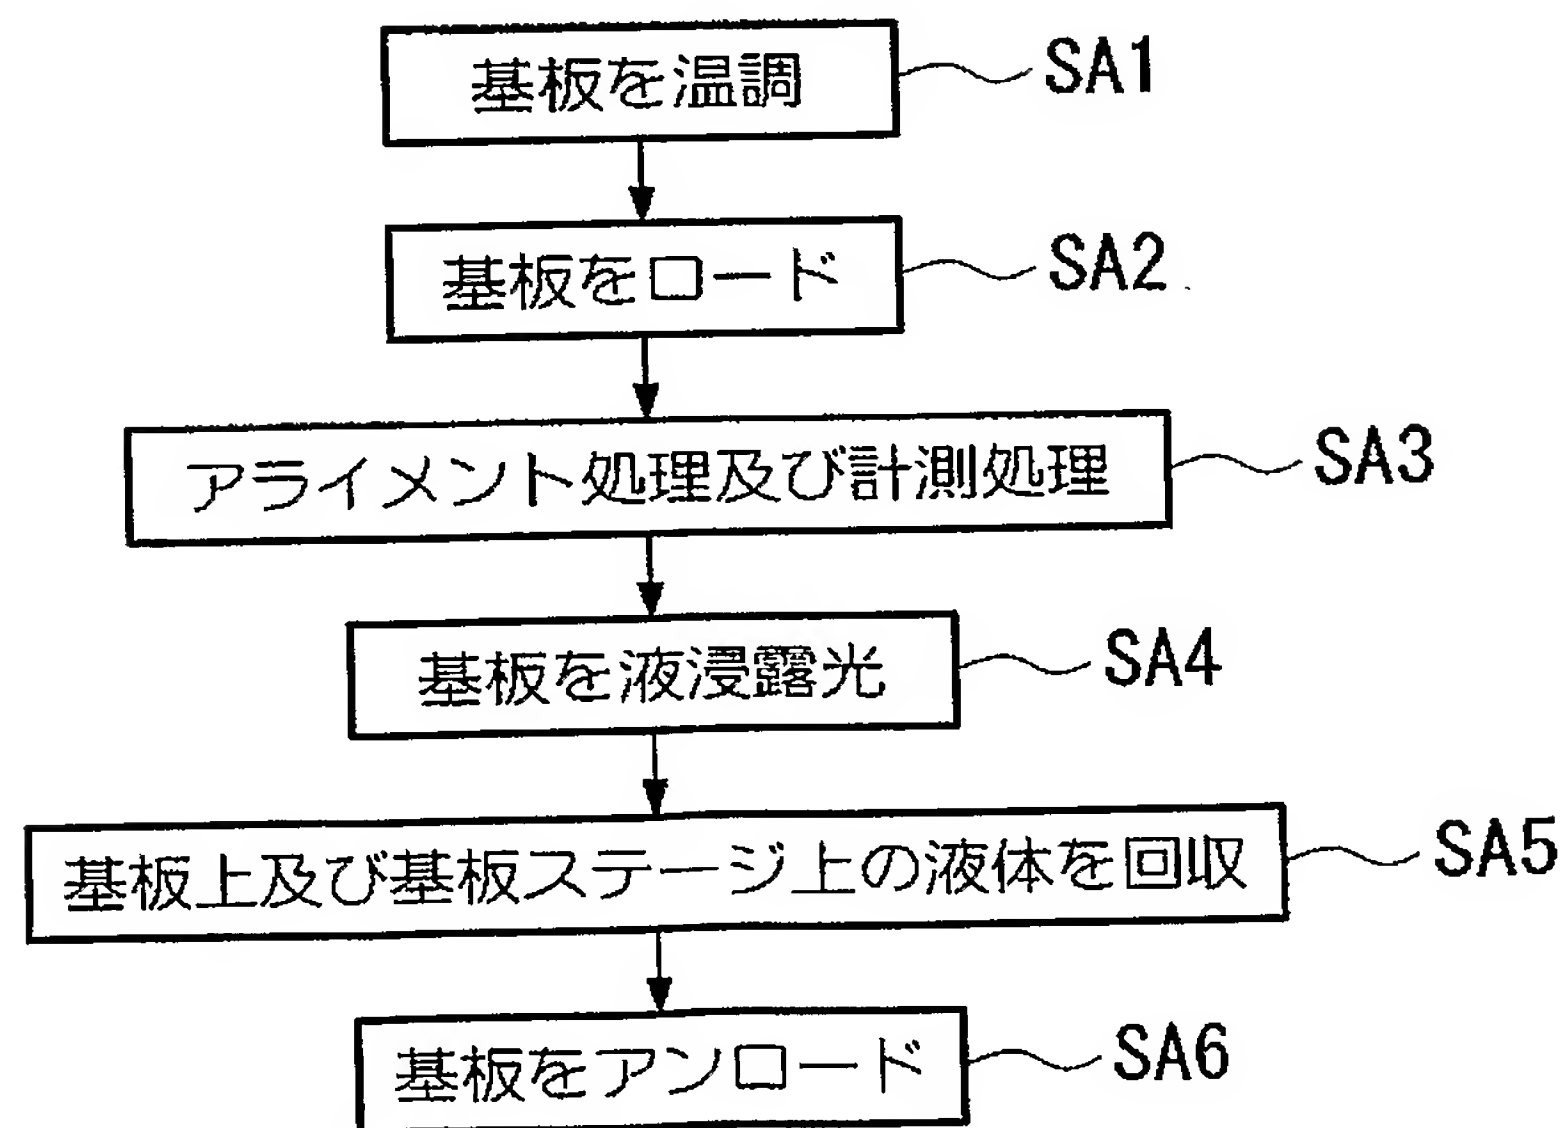 基板を温調 SA1
基板をロード SA2
アライメント処理及び計測処理 SA3
基板を液浸露光 SA4
基板上及び基板ステージ上の液体を回収 SA5
基板をアンロード SA6